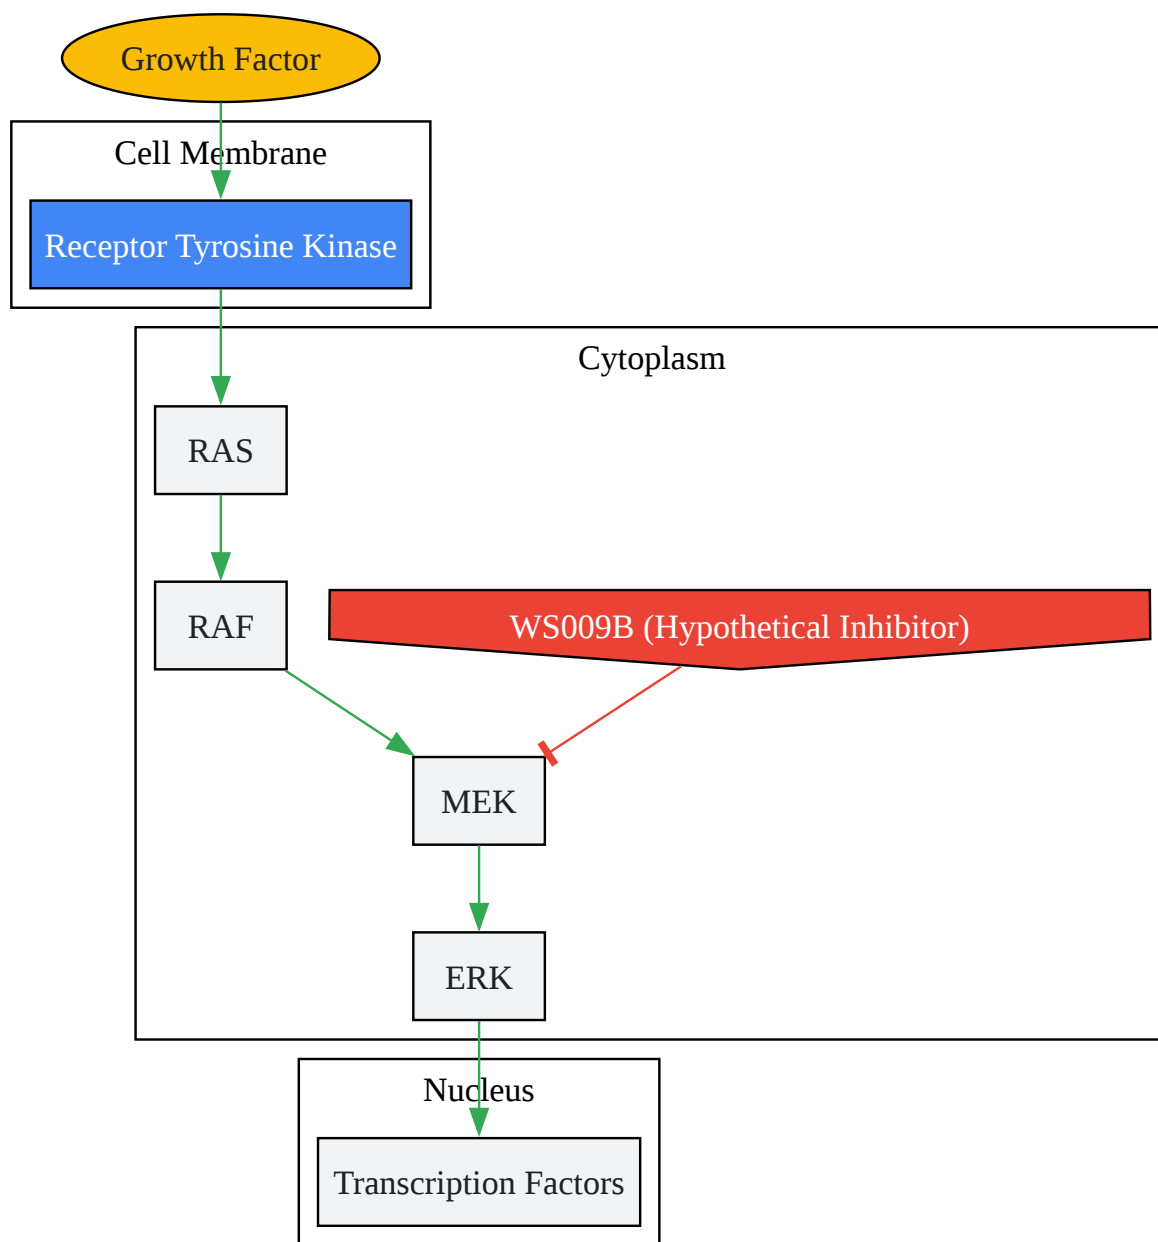 Growth Factor
Cell Membrane
Receptor Tyrosine Kinase
Cytoplasm
RAS
RAF
WS009B (Hypothetical Inhibitor)
MEK
ERK
Nucleus
Transcription Factors